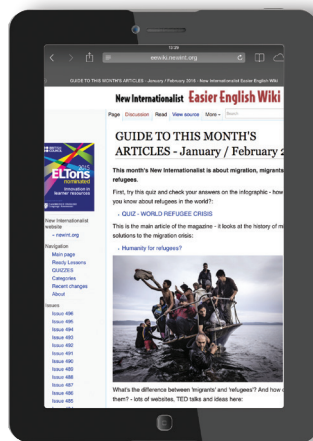 12:29
eewiki.newint.org
GUIDE TO THIS MONTH'S ARTICLES - January / February 2016 - New Internationalist Easier English Wiki
New Internationalist Easier English Wiki
Page Discussion Read View source More Search
BRITISH COUNCIL
2015
ELTons
nominated
Innovation in
learner resources
New Internationalist
website
newint.org
Navigation
Main page
Ready Lessons
QUIZZES
Categories
Recent changes
About
Issues
Issue 496
Issue 495
Issue 494
Issue 493
Issue 492
Issue 491
Issue 490
Issue 489
Issue 488
Issue 487
Issue 486
Issue 485
GUIDE TO THIS MONTH'S
ARTICLES - January / February 2
This month's New Internationalist is about migration, migrants
refugees.
First, try this quiz and check your answers on the infographic - how
you know about refugees in the world?:
QUIZ - WORLD REFUGEE CRISIS
This is the main article of the magazine - it looks at the history of m
solutions to the migration crisis:
Humanity for refugees?
What's the difference between 'migrants' and 'refugees'? And how
them? - lots of websites, TED talks and ideas here: